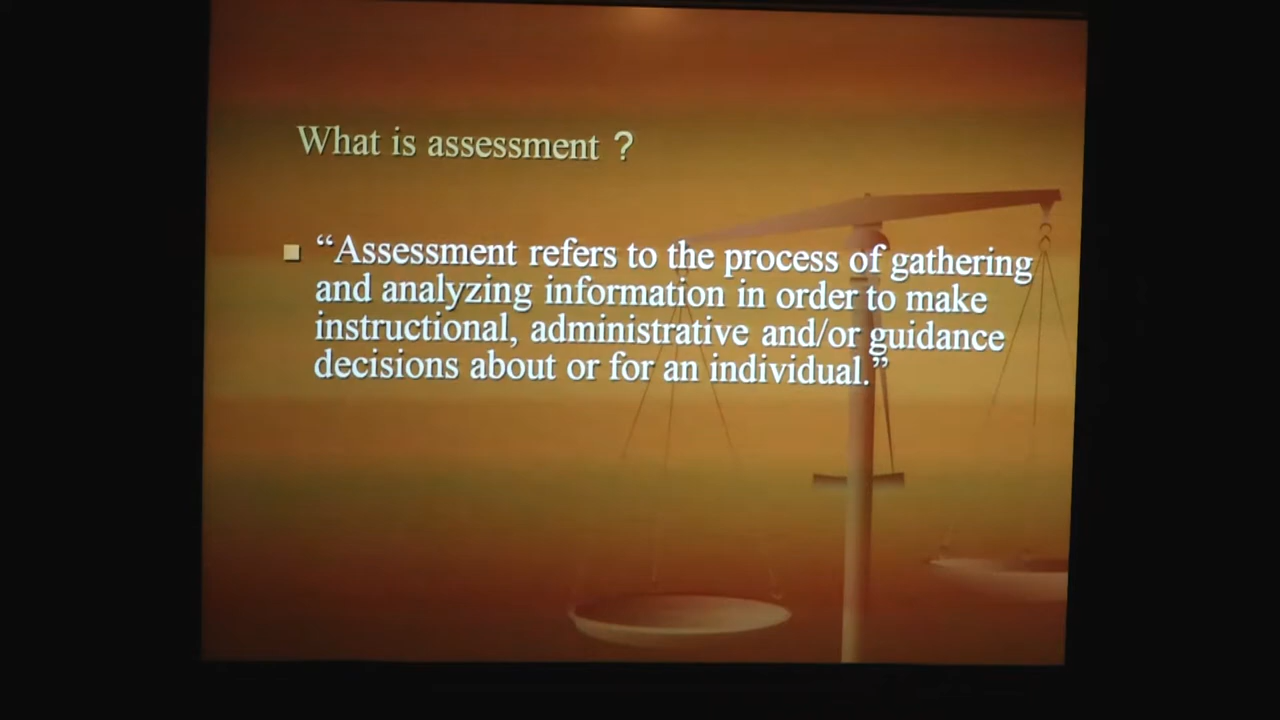 What is assessment ?
“Assessment refers to the process of gathering
and analyzing information in order to make
instructional, administrative and/or guidance
decisions about or for an individual.”